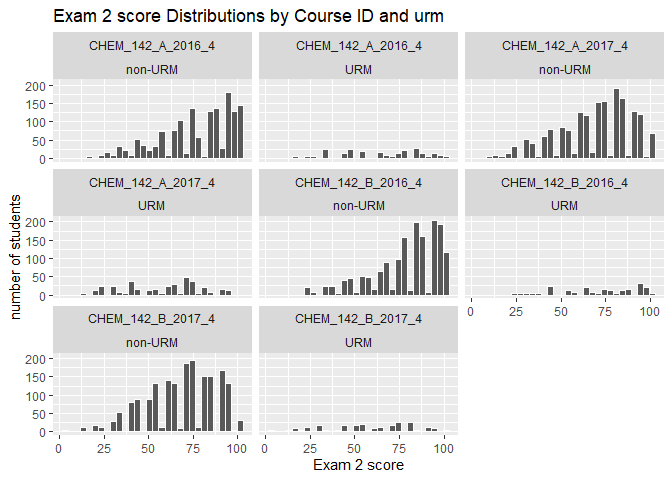 Exam 2 score Distributions by Course ID and urm
CHEM_142_A_2016_4
non-URM
CHEM_142_A_2016_4
URM
CHEM_142_A_2017_4
non-URM
200
150
100
50
0
CHEM_142_A_2017_4
URM
CHEM_142_B_2016_4
non-URM
CHEM_142_B_2016_4
URM
200
150
100
50
0
number of students
0 25 50 75 100
CHEM_142_B_2017_4
non-URM
CHEM_142_B_2017_4
URM
200
150
100
50
0
0 25 50 75 100
0 25 50 75 100
Exam 2 score